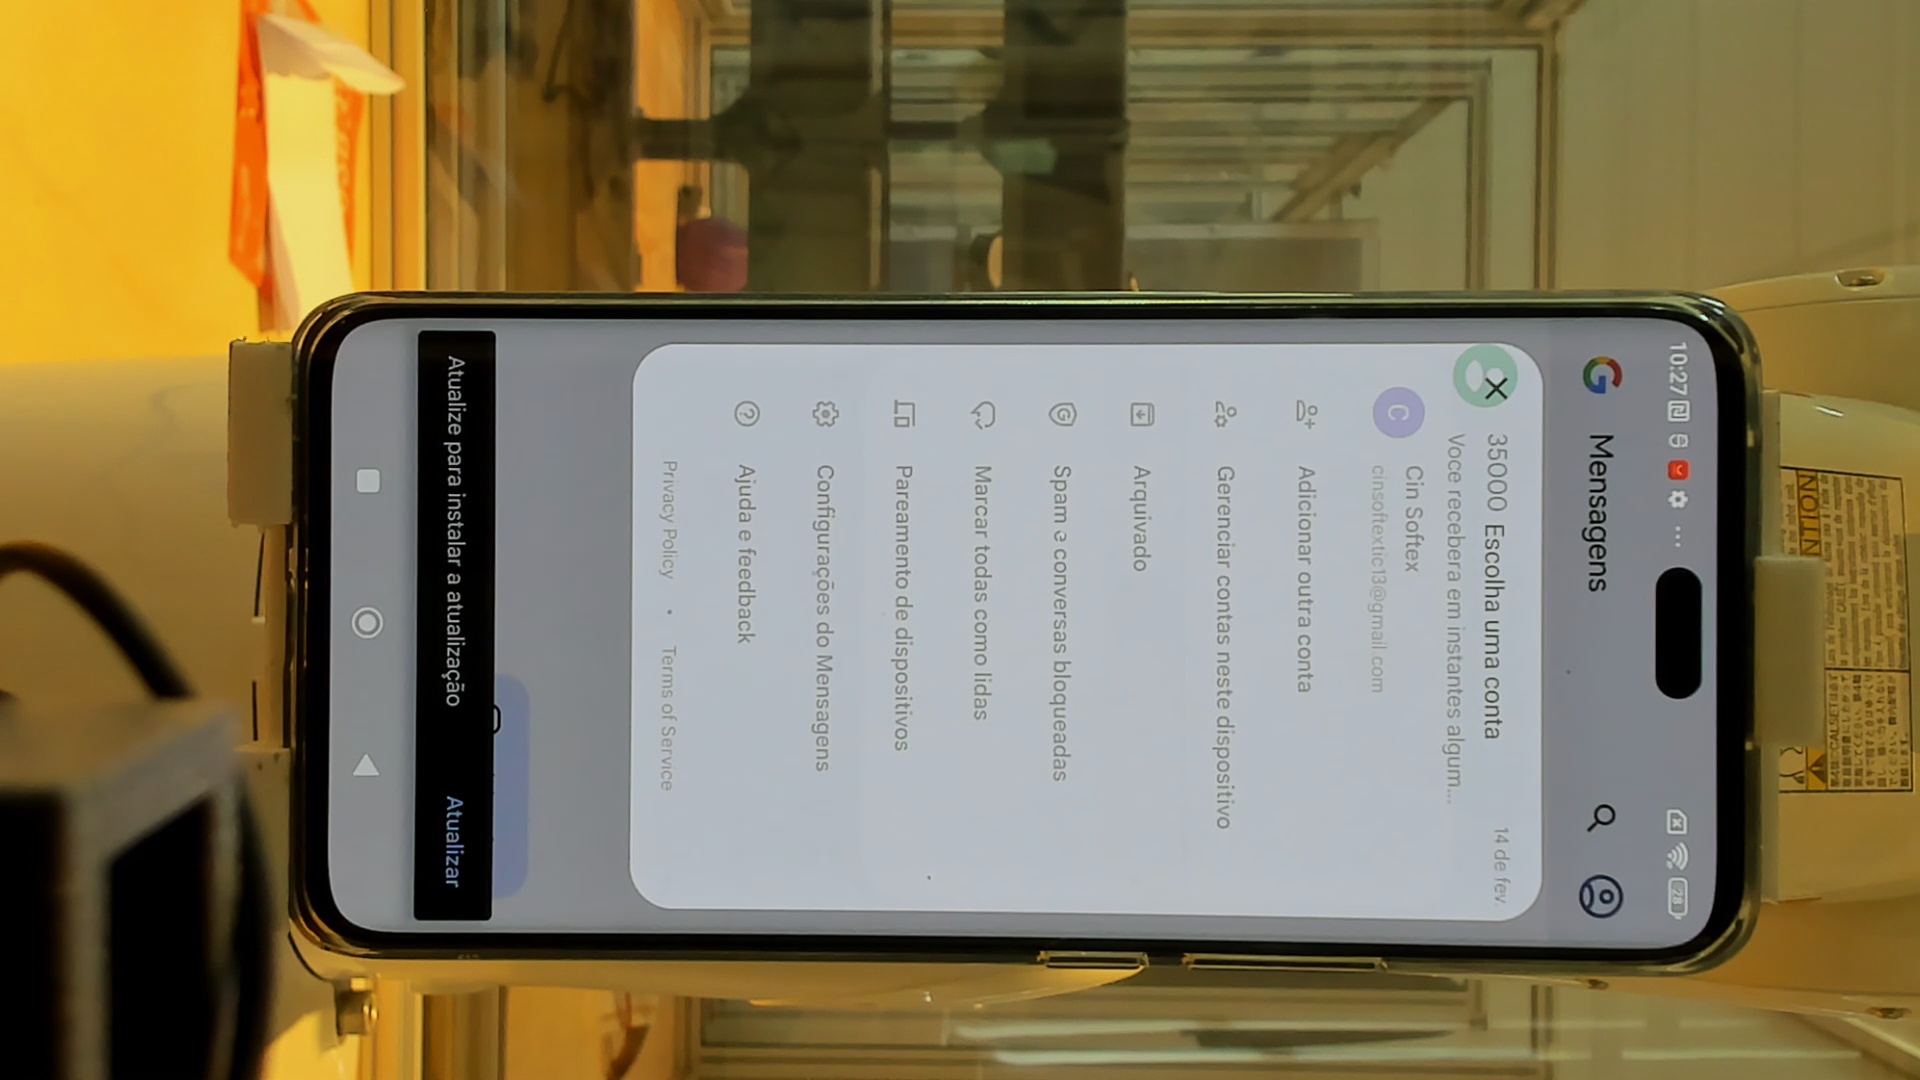 10:27 ... 28
Mensagens
35000 Escolha uma conta 14 de fev
Voce recebera em instantes algum...
C Cin Softex
cinsoftextic13@gmail.com
Adicionar outra conta
Gerenciar contas neste dispositivo
Arquivado
Spam e conversas bloqueadas
Marcar todas como lidas
Pareamento de dispositivos
Configurações do Mensagens
Ajuda e feedback
Privacy Policy • Terms of Service
Atualize para instalar a atualização Atualizar